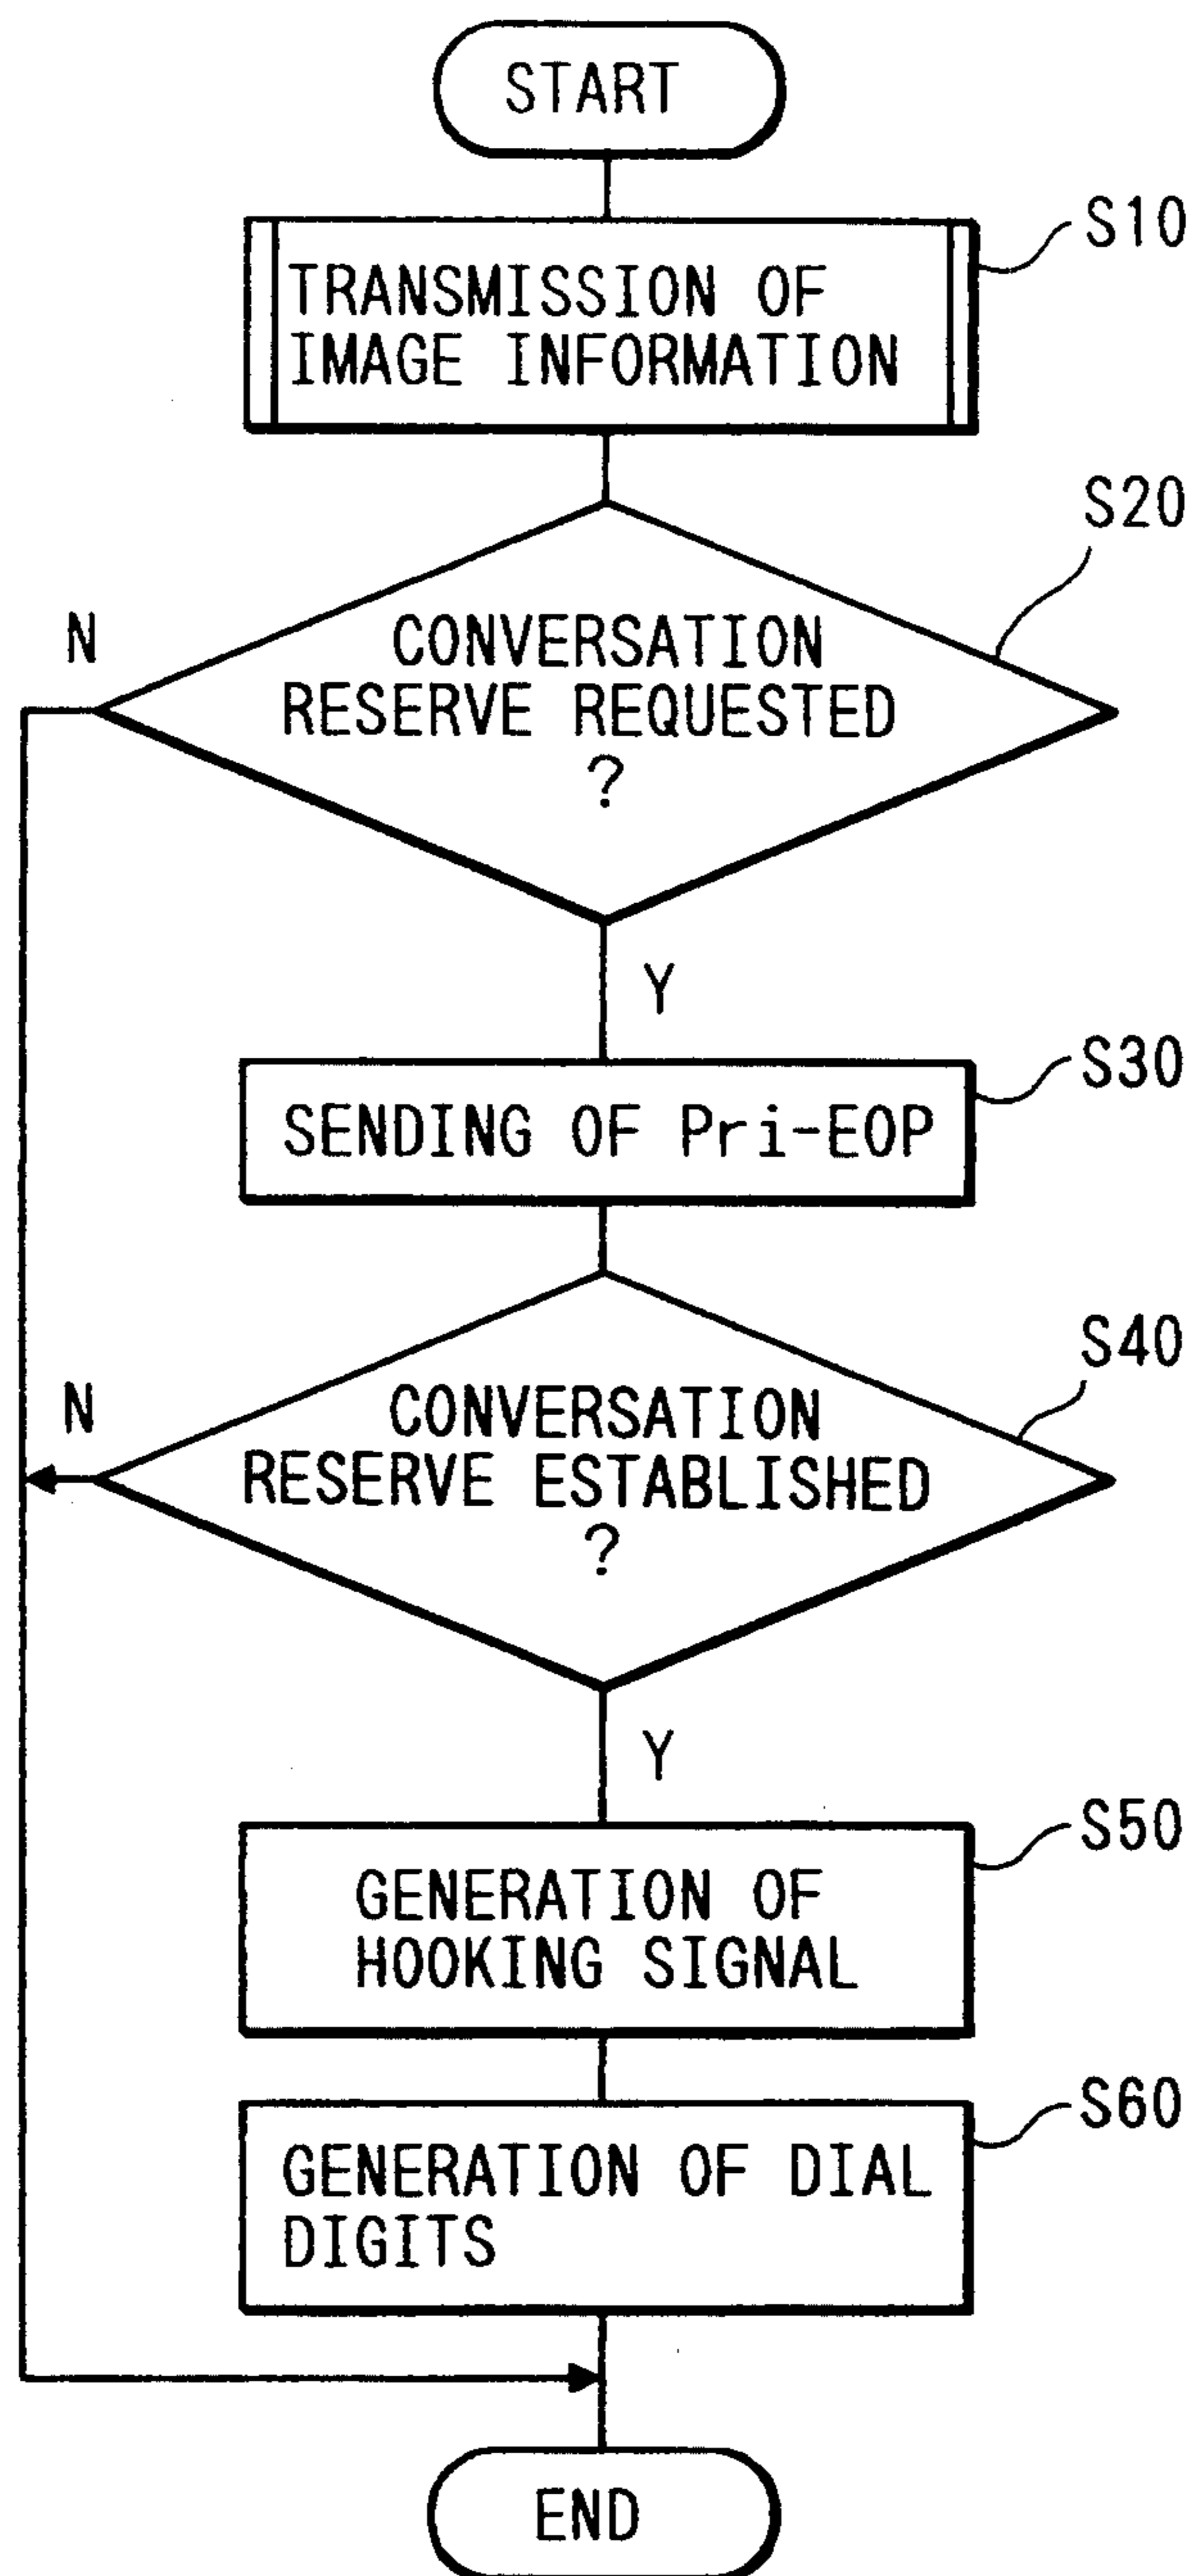 START
S10
TRANSMISSION OF
IMAGE INFORMATION
S20
N
CONVERSATION
RESERVE REQUESTED
?
Y
S30
SENDING OF Pri-EOP
S40
N
CONVERSATION
RESERVE ESTABLISHED
?
Y
S50
GENERATION OF
HOOKING SIGNAL
S60
GENERATION OF DIAL
DIGITS
END